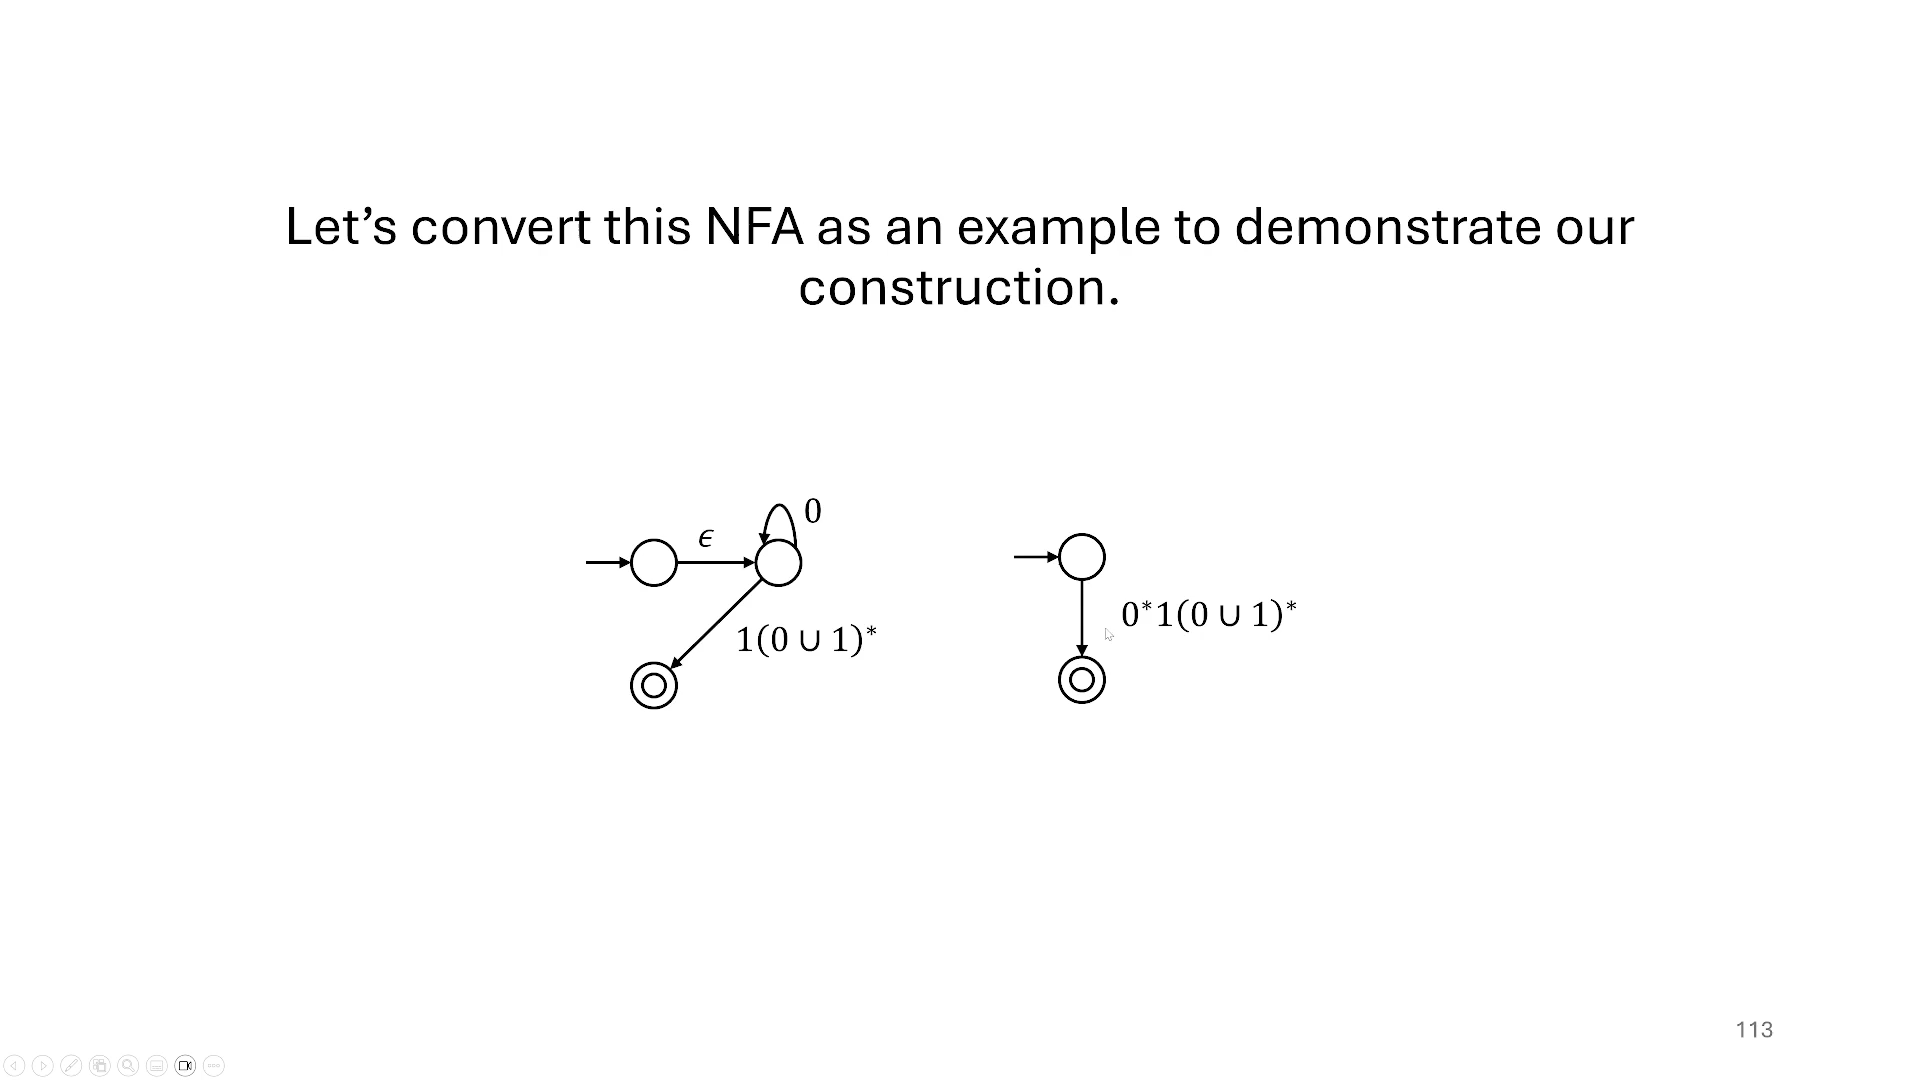 Let’s convert this NFA as an example to demonstrate our
construction.
0
ϵ
1(0 ∪ 1)*
0*1(0 ∪ 1)*
113